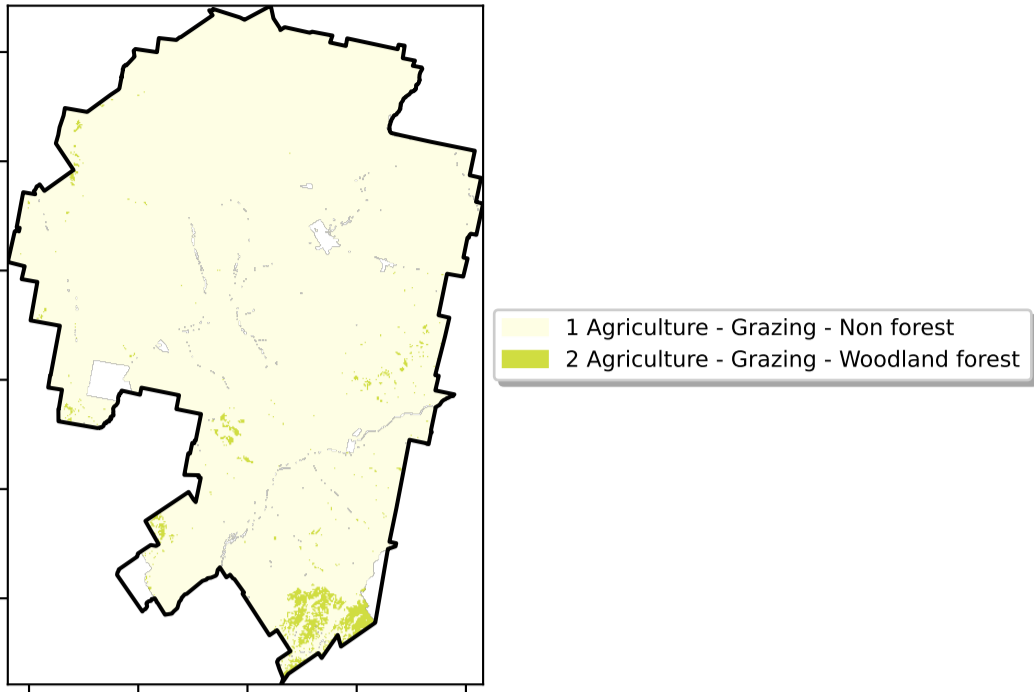 1 Agriculture - Grazing - Non forest
2 Agriculture - Grazing - Woodland forest